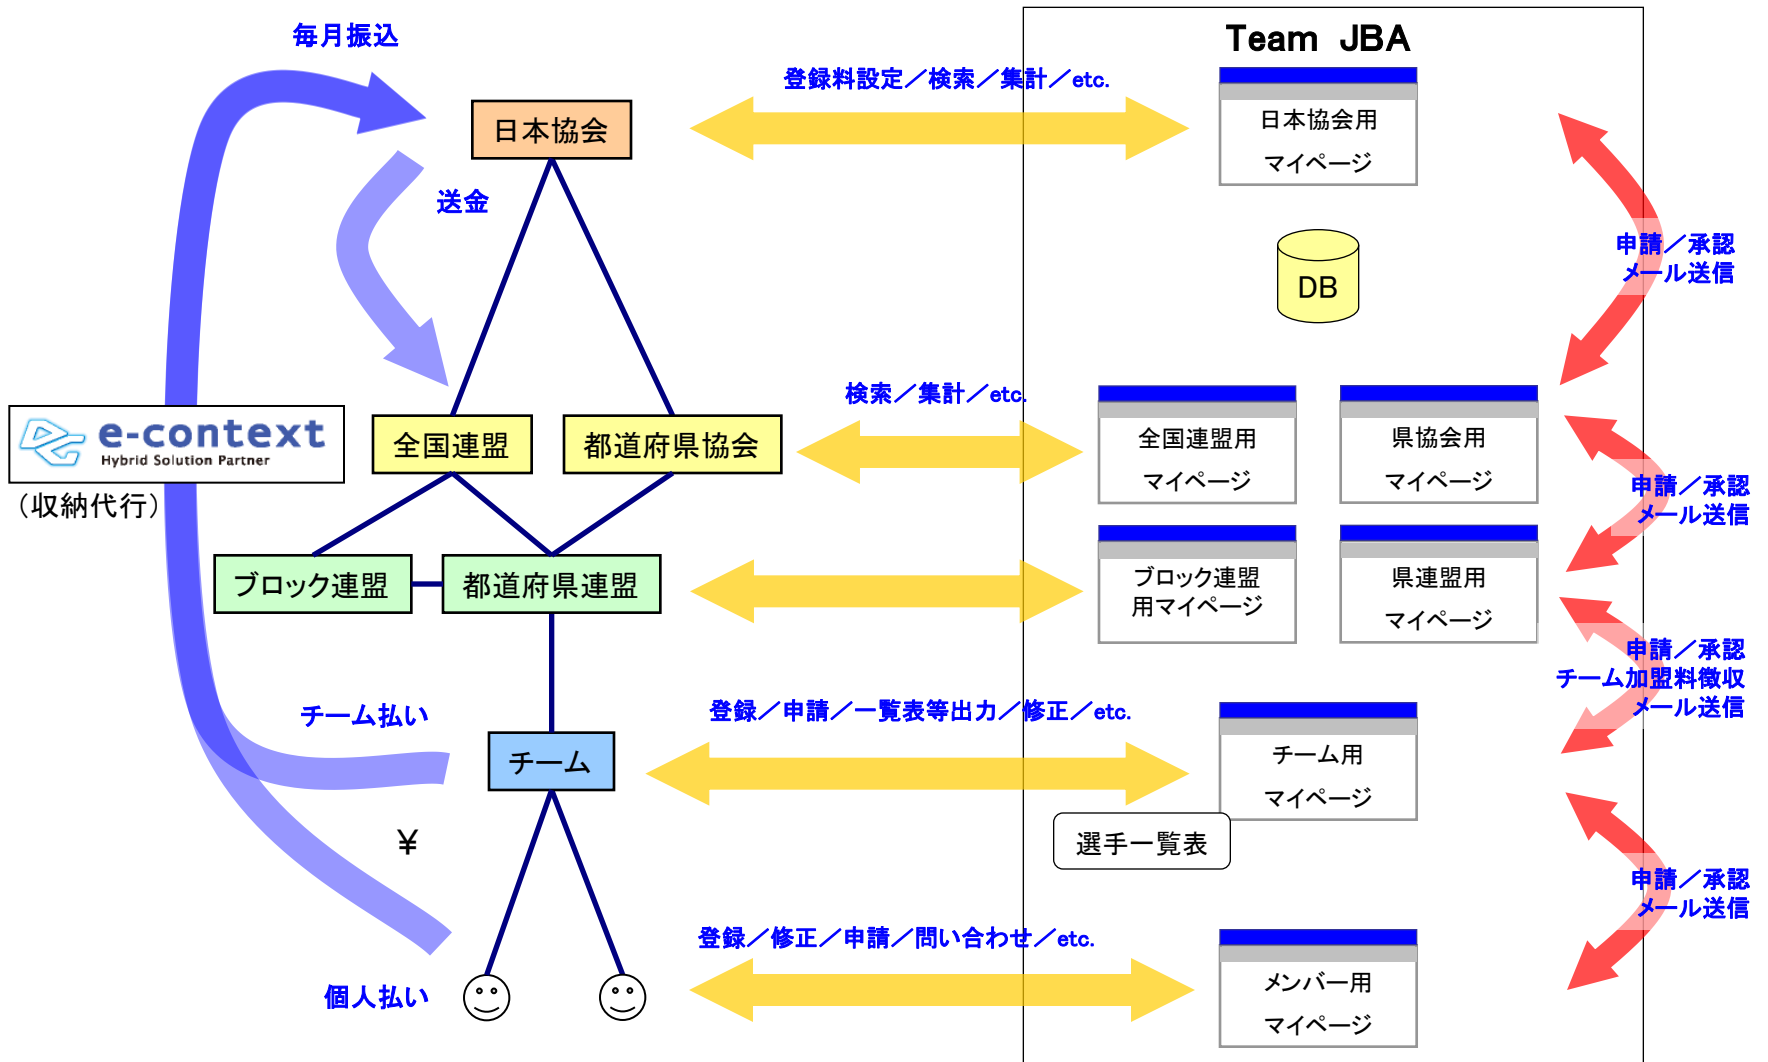 毎月振込
Team JBA
登録料設定／検索／集計／etc.
日本協会
日本協会用
マイページ
送金
申請／承認
メール送信
DB
検索／集計／etc.
e-context
Hybrid Solution Partner
（収納代行）
全国連盟
都道府県協会
全国連盟用
マイページ
県協会用
マイページ
申請／承認
メール送信
ブロック連盟
都道府県連盟
ブロック連盟
用マイページ
県連盟用
マイページ
申請／承認
チーム加盟料徴収
メール送信
チーム払い
登録／申請／一覧表等出力／修正／etc.
チーム
チーム用
マイページ
¥
選手一覧表
申請／承認
メール送信
登録／修正／申請／問い合わせ／etc.
個人払い
メンバー用
マイページ